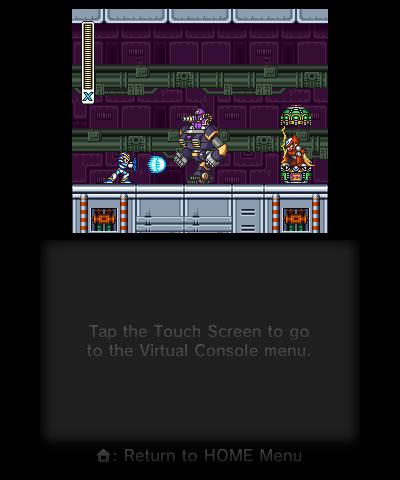 X
Tap the Touch Screen to go
to the Virtual Console menu.
: Return to HOME Menu